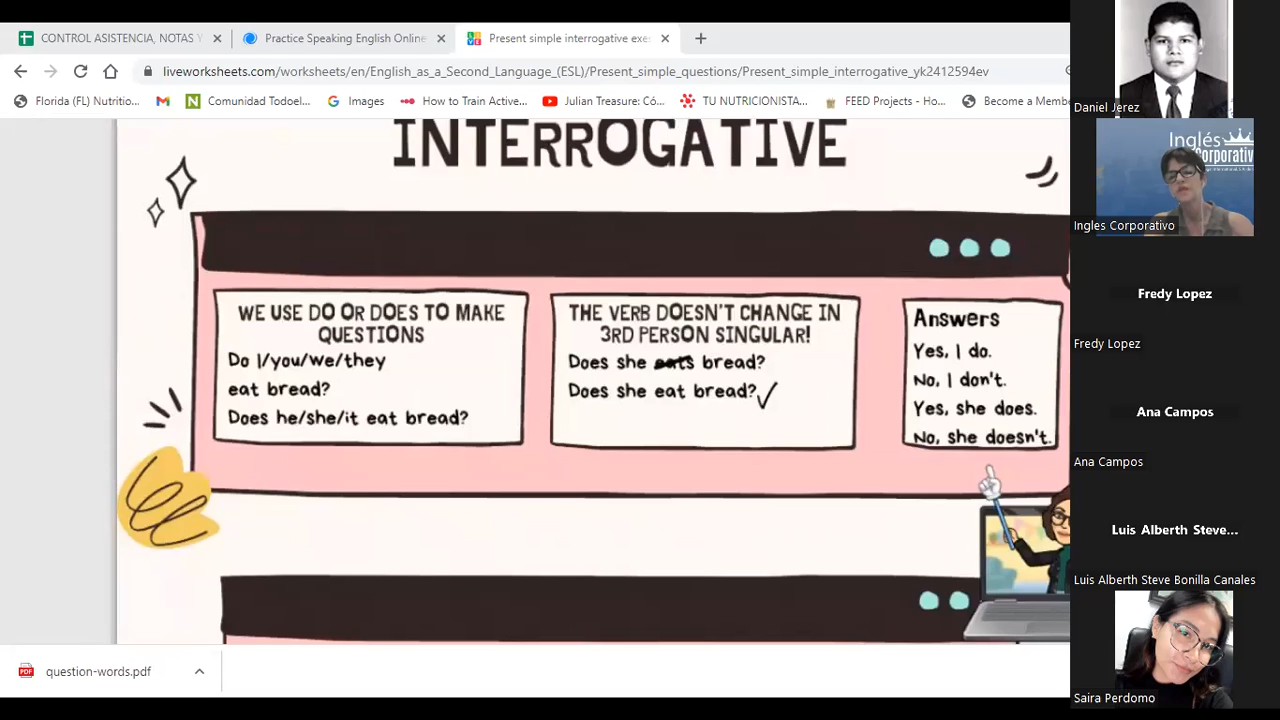 CONTROL ASISTENCIA, NOTAS Y
Practice Speaking English Online
Present simple interrogative exe
liveworksheets.com/worksheets/en/English_as_a_Second_Language_(ESL)/Present_simple_questions/Present_simple_interrogative_yk2412594ev
Florida (FL) Nutritio...
Comunidad Todoel...
Images
How to Train Active...
Julian Treasure: Có...
TU NUTRICIONISTA...
FEED Projects - Ho...
Become a Membe
INTERROGATIVE
WE USE DO OR DOES TO MAKE
QUESTIONS
Do I/you/we/they
eat bread?
Does he/she/it eat bread?
THE VERB DOESN'T CHANGE IN
3RD PERSON SINGULAR!
Does she eats bread?
Does she eat bread?
Answers
Yes, I do.
No, I don't.
Yes, she does.
No, she doesn't.
question-words.pdf
Daniel Jerez
Inglés
Corporativo
Ingles Corporativo
Fredy Lopez
Fredy Lopez
Ana Campos
Ana Campos
Luis Alberth Steve...
Luis Alberth Steve Bonilla Canales
Saira Perdomo